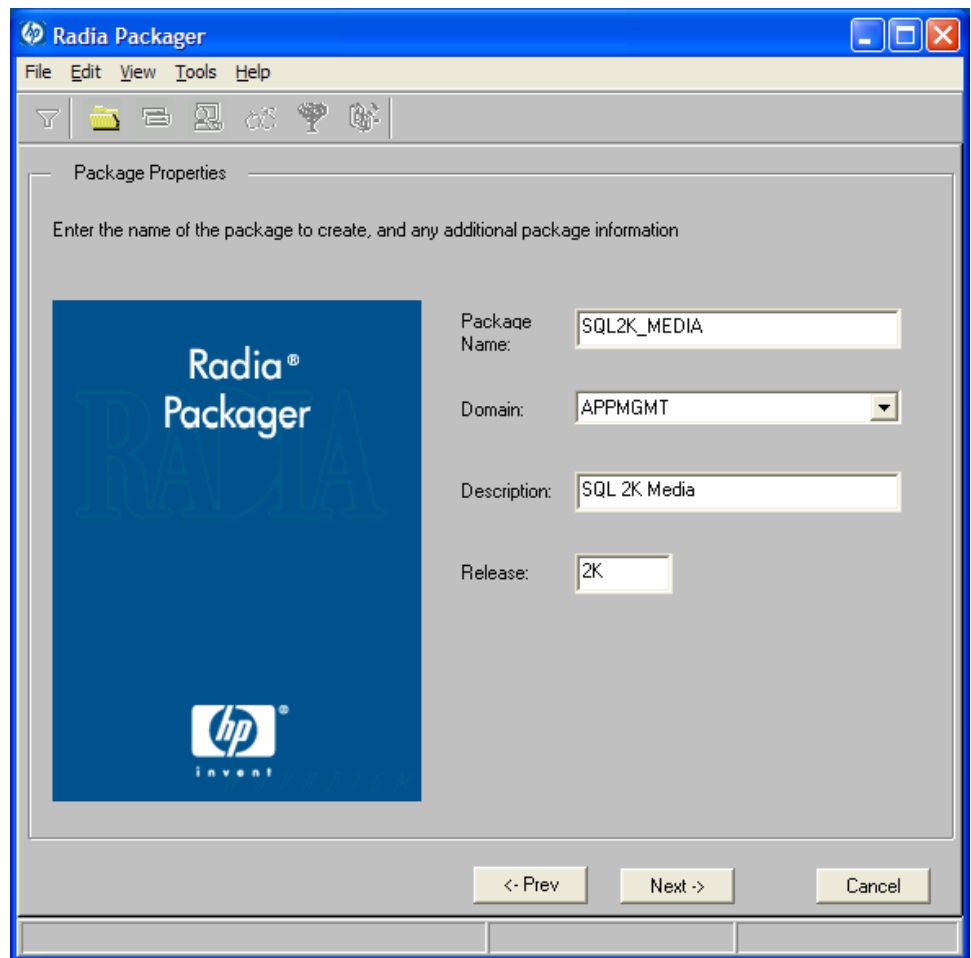 Radia Packager
File Edit View Tools Help
Package Properties
Enter the name of the package to create, and any additional package information
Radia®
Packager
RADIA
hp®
invent
NOVADIGM
Package
Name:
SQL2K_MEDIA
Domain:
APPMGMT
Description:
SQL 2K Media
Release:
2K
<- Prev
Next ->
Cancel